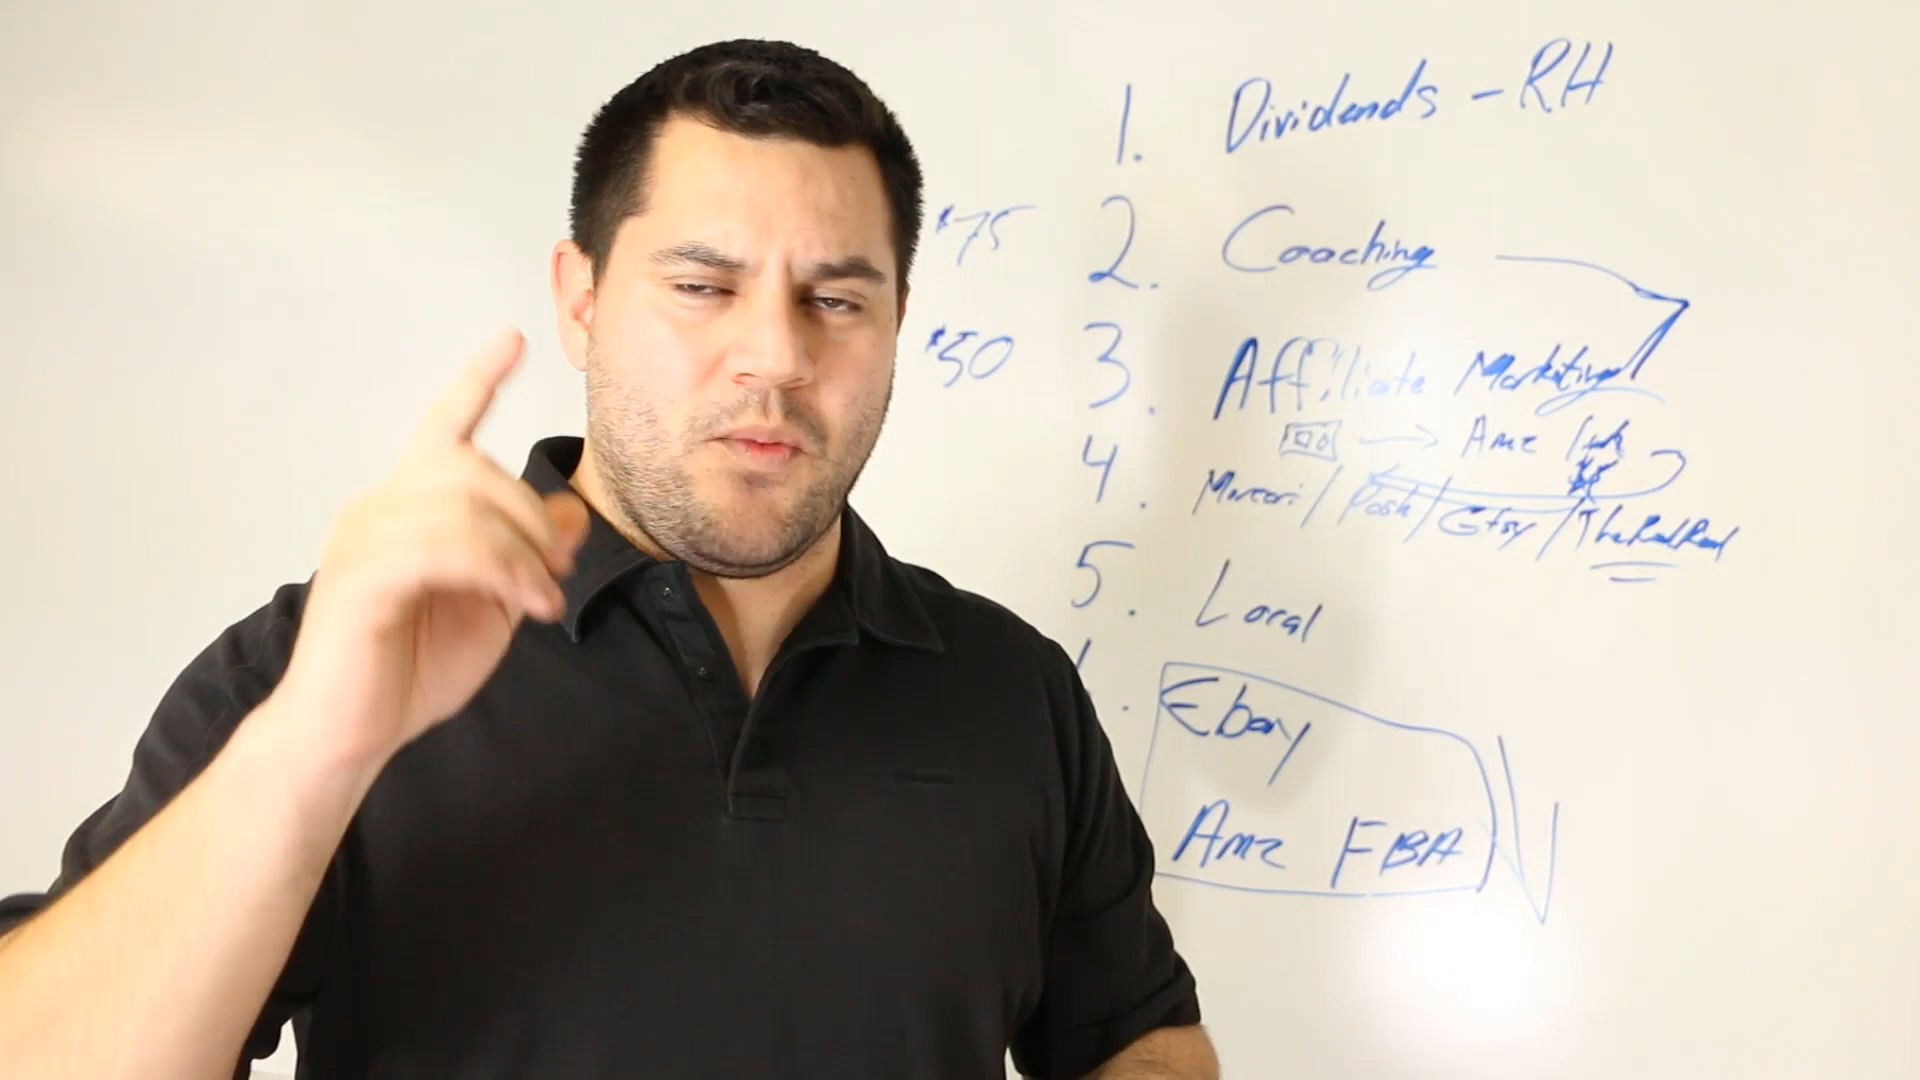 1. Dividends - RH
$75 2. Coaching
$50 3. Affiliate Marketing
Amz link
4. Mercari / Posh / Etsy / TheRealReal
5. Local
Ebay
Amz FBA